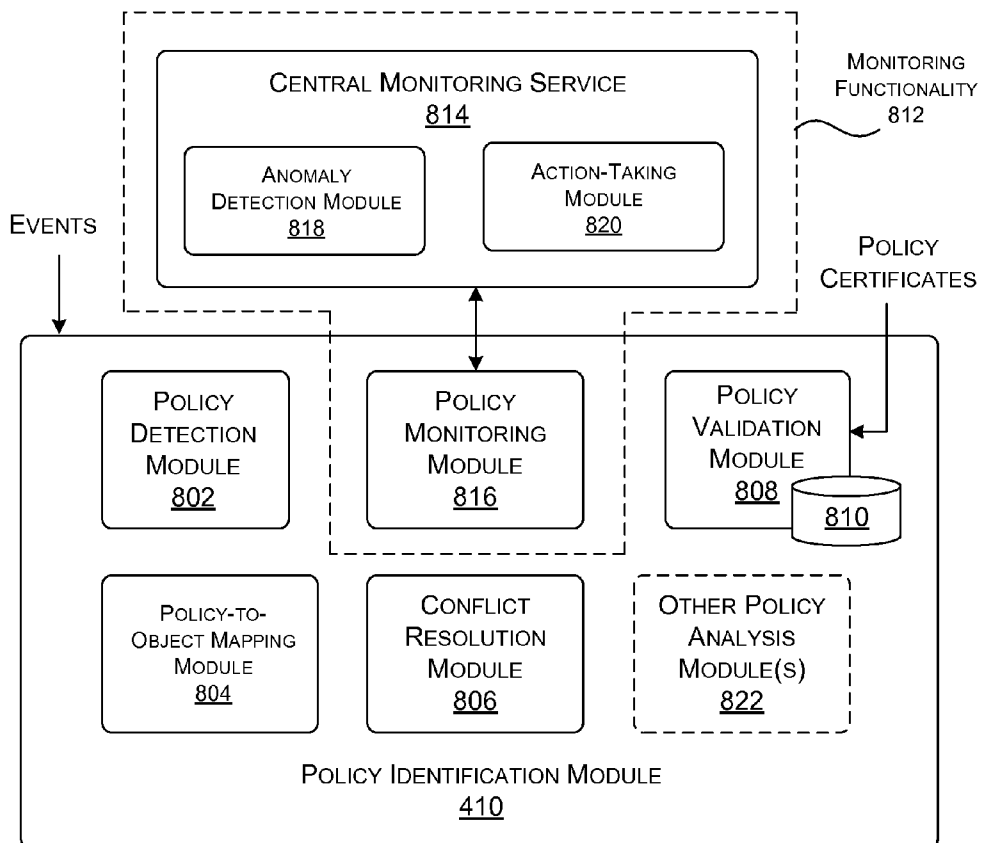 CENTRAL MONITORING SERVICE
814
ANOMALY
DETECTION MODULE
818
ACTION-TAKING
MODULE
820
MONITORING
FUNCTIONALITY
812
EVENTS
POLICY
CERTIFICATES
POLICY
DETECTION
MODULE
802
POLICY
MONITORING
MODULE
816
POLICY
VALIDATION
MODULE
808
810
POLICY-TO-
OBJECT MAPPING
MODULE
804
CONFLICT
RESOLUTION
MODULE
806
OTHER POLICY
ANALYSIS
MODULE(S)
822
POLICY IDENTIFICATION MODULE
410